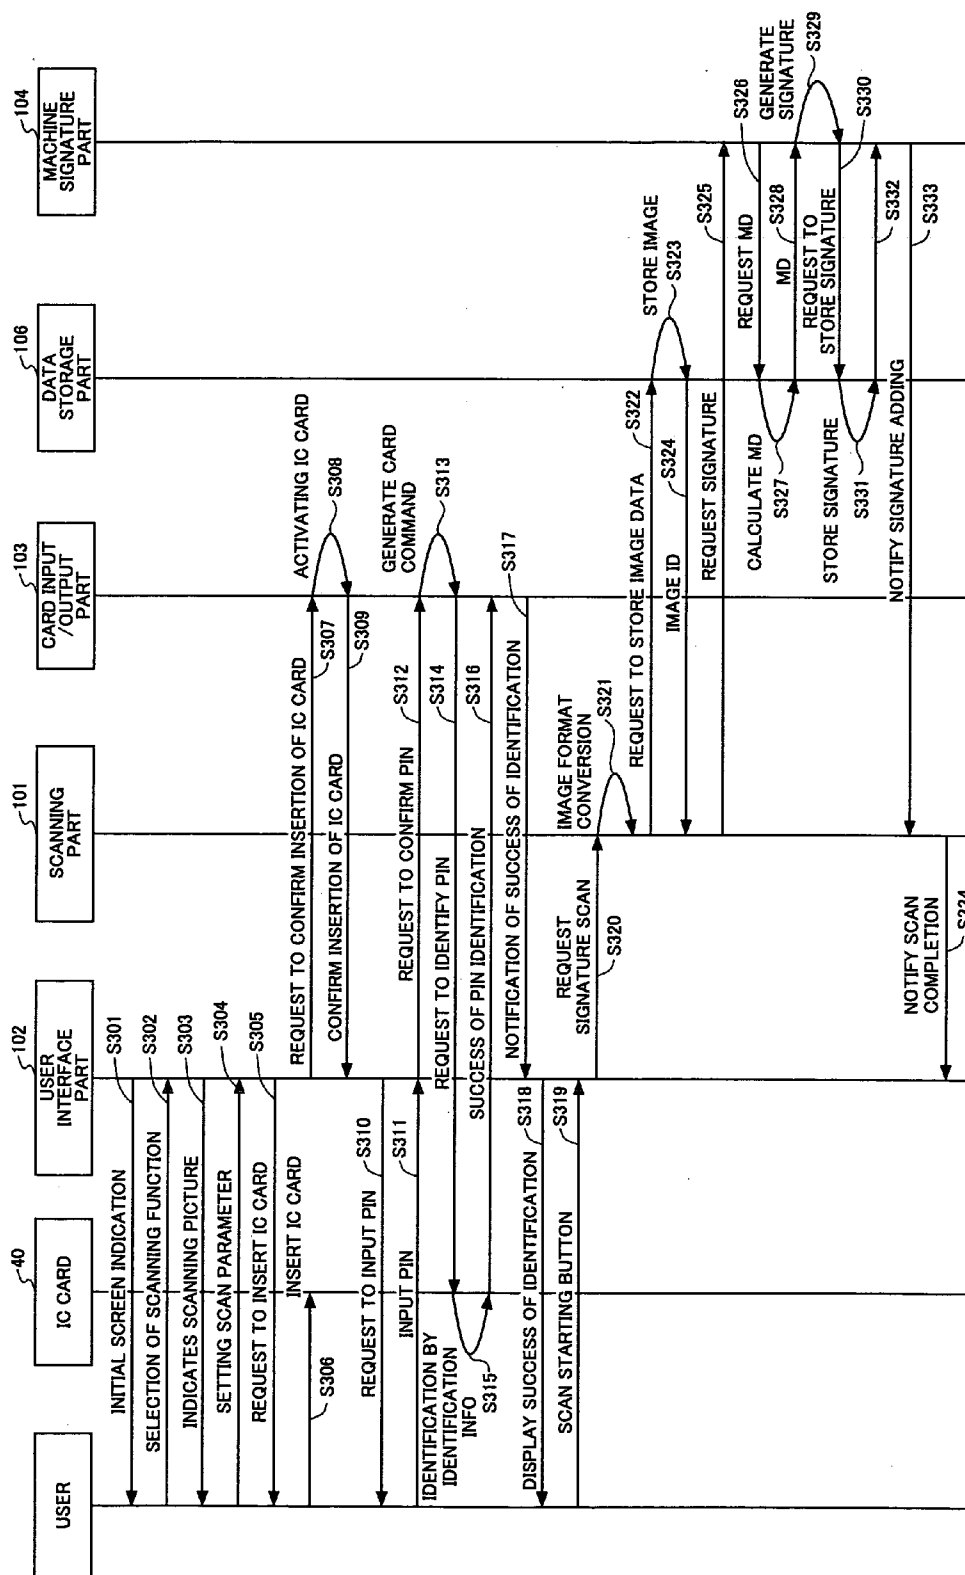 USER
40
IC CARD
102
USER
INTERFACE
PART
101
SCANNING
PART
103
CARD INPUT
/OUTPUT
PART
106
DATA
STORAGE
PART
104
MACHINE
SIGNATURE
PART
INITIAL SCREEN INDICATION
S301
SELECTION OF SCANNING FUNCTION
S302
INDICATES SCANNING PICTURE
S303
SETTING SCAN PARAMETER
S304
REQUEST TO INSERT IC CARD
S305
INSERT IC CARD
S306
REQUEST TO CONFIRM INSERTION OF IC CARD
S307
ACTIVATING IC CARD
S308
CONFIRM INSERTION OF IC CARD
S309
REQUEST TO INPUT PIN
S310
INPUT PIN
S311
REQUEST TO CONFIRM PIN
S312
GENERATE CARD
COMMAND
S313
REQUEST TO IDENTIFY PIN
S314
IDENTIFICATION BY
IDENTIFICATION
INFO
S315
SUCCESS OF PIN IDENTIFICATION
S316
NOTIFICATION OF SUCCESS OF IDENTIFICATION
S317
DISPLAY SUCCESS OF IDENTIFICATION
S318
SCAN STARTING BUTTON
S319
REQUEST
SIGNATURE SCAN
S320
IMAGE FORMAT
CONVERSION
S321
REQUEST TO STORE IMAGE DATA
S322
STORE IMAGE
S323
IMAGE ID
S324
REQUEST SIGNATURE
S325
REQUEST MD
S326
CALCULATE MD
S327
MD
S328
GENERATE
SIGNATURE
S329
REQUEST TO
STORE SIGNATURE
S330
STORE SIGNATURE
S331
S332
NOTIFY SIGNATURE ADDING
S333
NOTIFY SCAN
COMPLETION